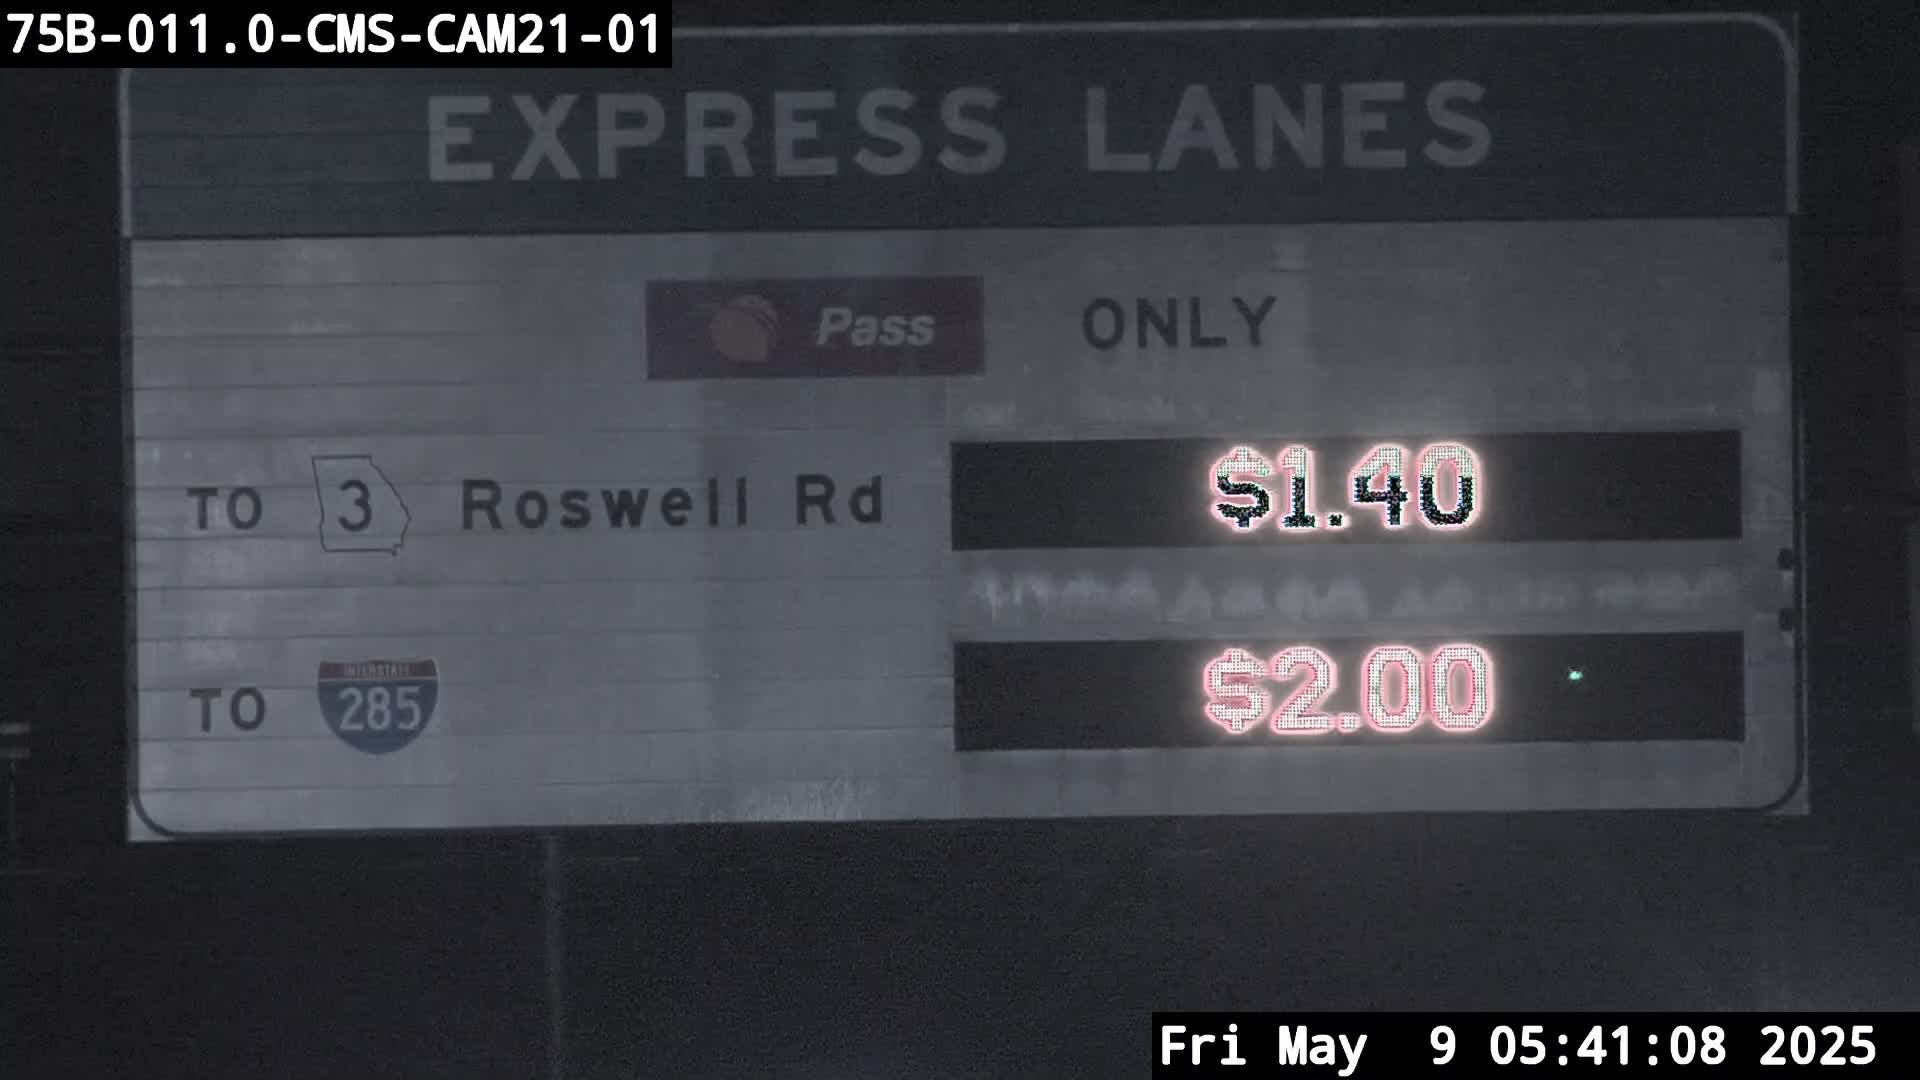 75B-011.0-CMS-CAM21-01
EXPRESS LANES
Pass ONLY
TO 3 Roswell Rd $1.40
INTERSTATE
TO 285 $2.00
Fri May 9 05:41:08 2025